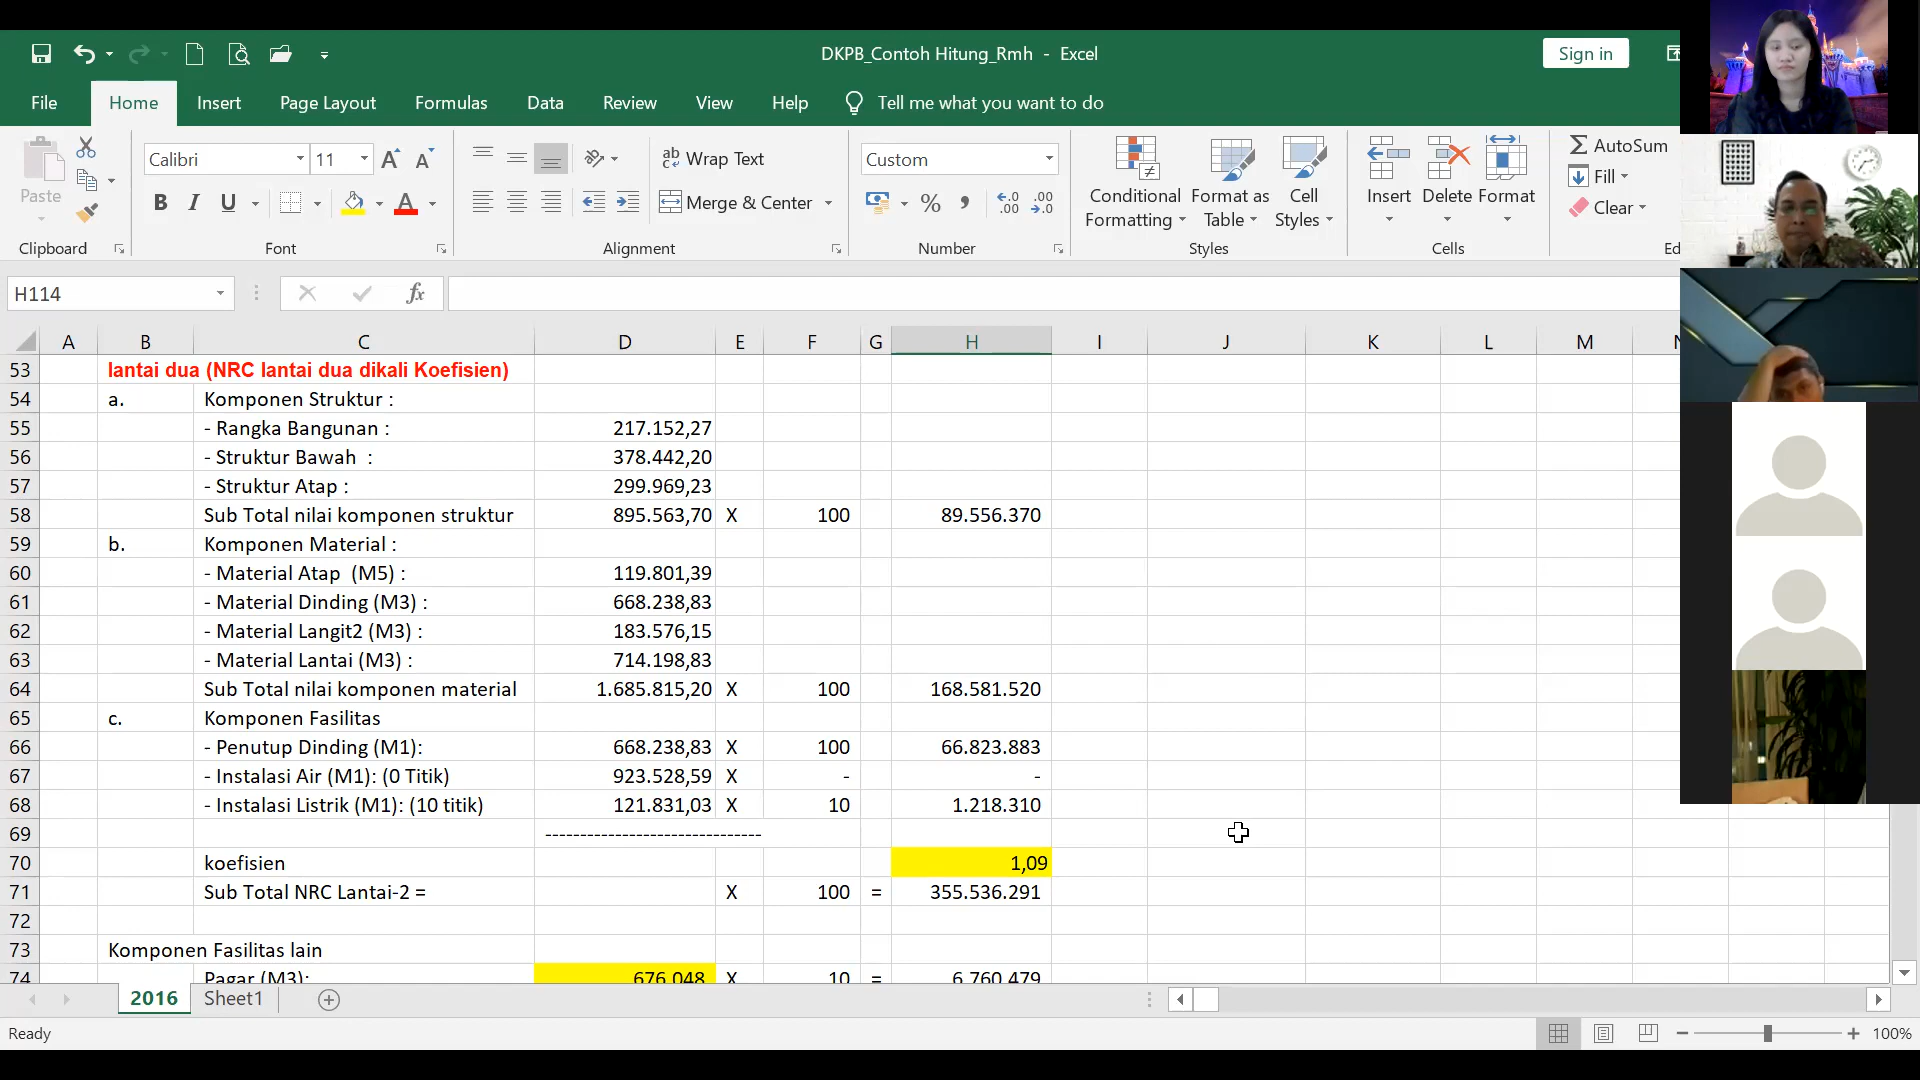 DKPB_Contoh Hitung_Rmh - Excel
Sign in
File Home Insert Page Layout Formulas Data Review View Help Tell me what you want to do
Paste
Clipboard
Calibri 11
B I U
Font
Wrap Text
Merge & Center
Alignment
Custom
Number
Conditional Formatting
Format as Table
Cell Styles
Styles
Insert Delete Format
Cells
AutoSum
Fill
Clear
H114 fx
A B C D E F G H I J K L M
53 lantai dua (NRC lantai dua dikali Koefisien)
54 a. Komponen Struktur :
55 - Rangka Bangunan : 217.152,27
56 - Struktur Bawah : 378.442,20
57 - Struktur Atap : 299.969,23
58 Sub Total nilai komponen struktur 895.563,70 X 100 89.556.370
59 b. Komponen Material :
60 - Material Atap (M5) : 119.801,39
61 - Material Dinding (M3) : 668.238,83
62 - Material Langit2 (M3) : 183.576,15
63 - Material Lantai (M3) : 714.198,83
64 Sub Total nilai komponen material 1.685.815,20 X 100 168.581.520
65 c. Komponen Fasilitas
66 - Penutup Dinding (M1): 668.238,83 X 100 66.823.883
67 - Instalasi Air (M1): (0 Titik) 923.528,59 X - -
68 - Instalasi Listrik (M1): (10 titik) 121.831,03 X 10 1.218.310
69 -------------------------------
70 koefisien 1,09
71 Sub Total NRC Lantai-2 = X 100 = 355.536.291
72
73 Komponen Fasilitas lain
74 Pagar (M3): 676.048 X 10 = 6.760.479
2016 Sheet1
Ready 100%